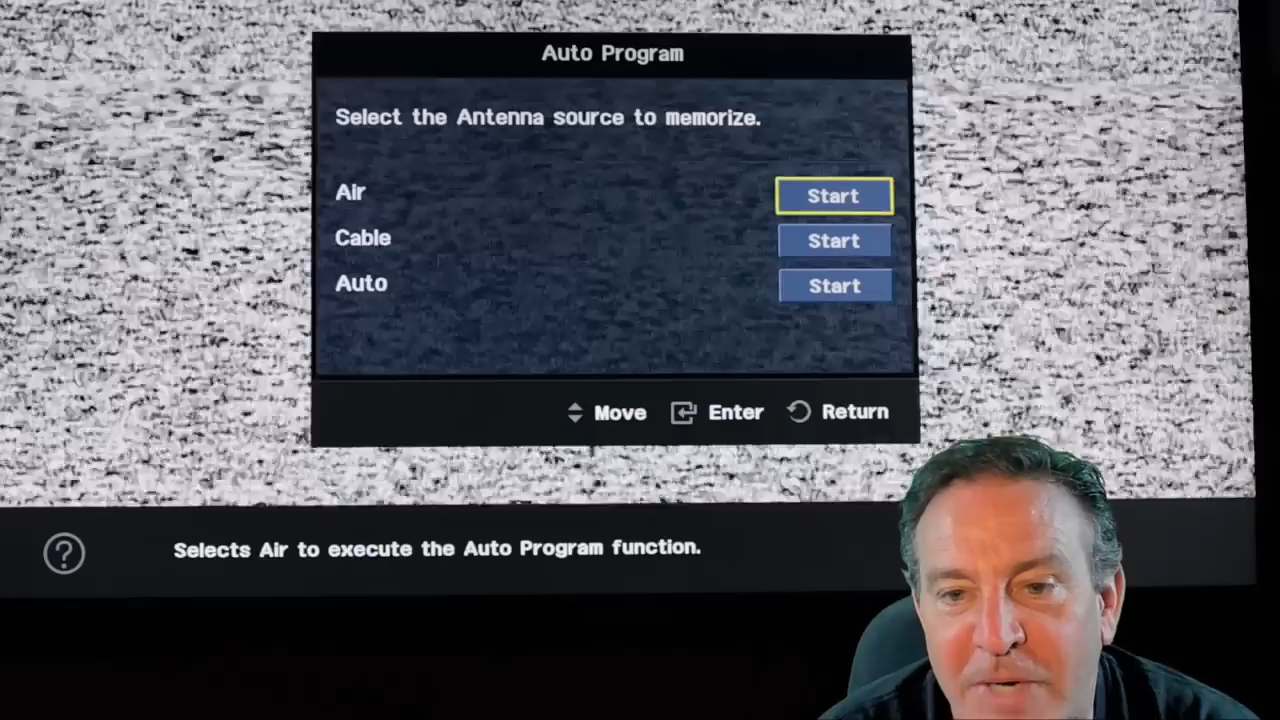 Auto Program
Select the Antenna source to memorize.
Air Start
Cable Start
Auto Start
Move Enter Return
Selects Air to execute the Auto Program function.